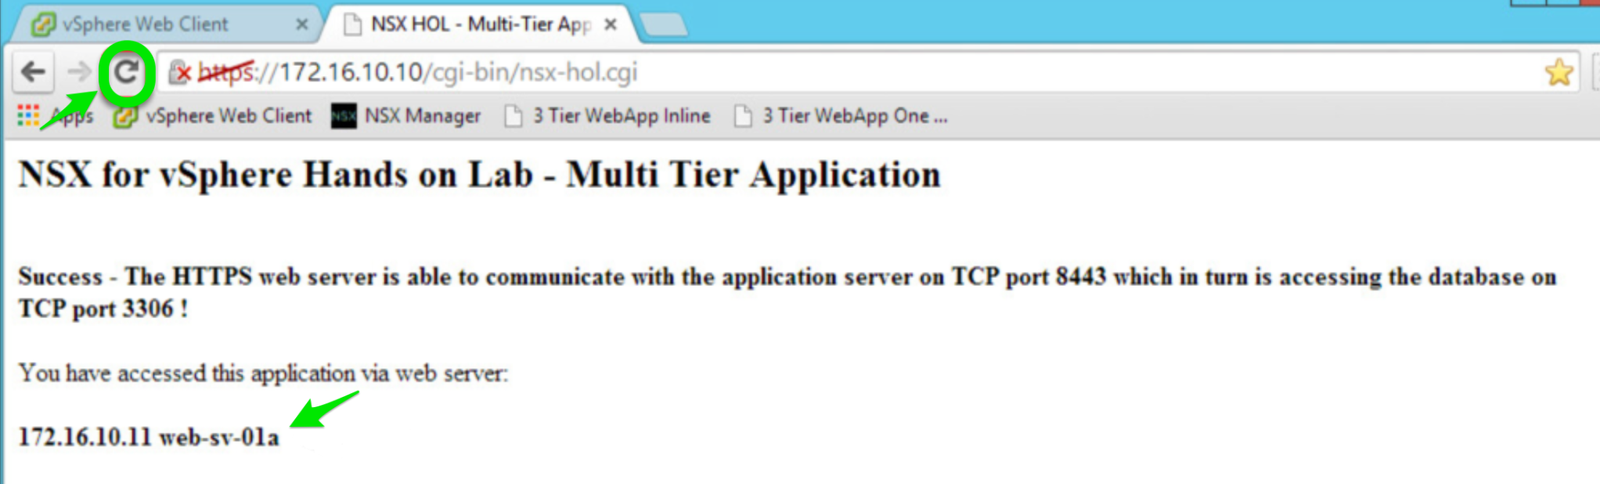 vSphere Web Client
NSX HOL - Multi-Tier App
https://172.16.10.10/cgi-bin/nsx-hol.cgi
Apps vSphere Web Client NSX NSX Manager 3 Tier WebApp Inline 3 Tier WebApp One ...
NSX for vSphere Hands on Lab - Multi Tier Application
Success - The HTTPS web server is able to communicate with the application server on TCP port 8443 which in turn is accessing the database on
TCP port 3306 !
You have accessed this application via web server:
172.16.10.11 web-sv-01a